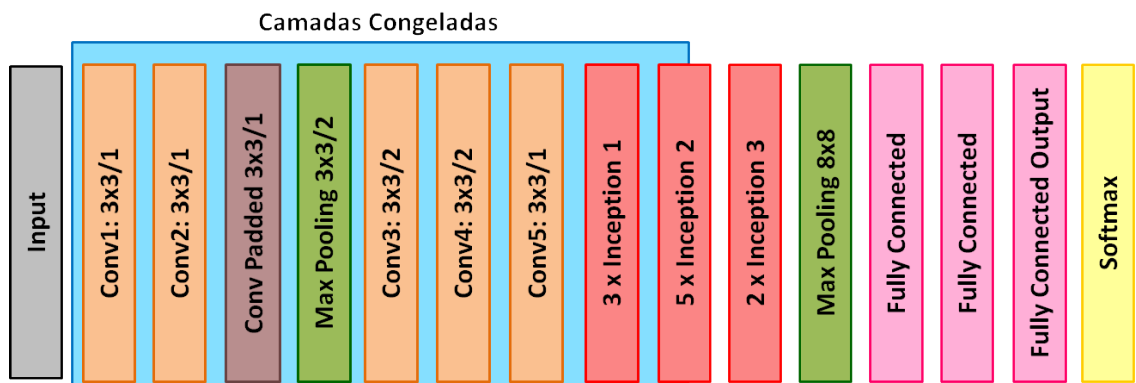 Camadas Congeladas
Input
Conv1: 3x3/1
Conv2: 3x3/1
Conv Padded 3x3/1
Max Pooling 3x3/2
Conv3: 3x3/2
Conv4: 3x3/2
Conv5: 3x3/1
3 x Inception 1
5 x Inception 2
2 x Inception 3
Max Pooling 8x8
Fully Connected
Fully Connected
Fully Connected Output
Softmax